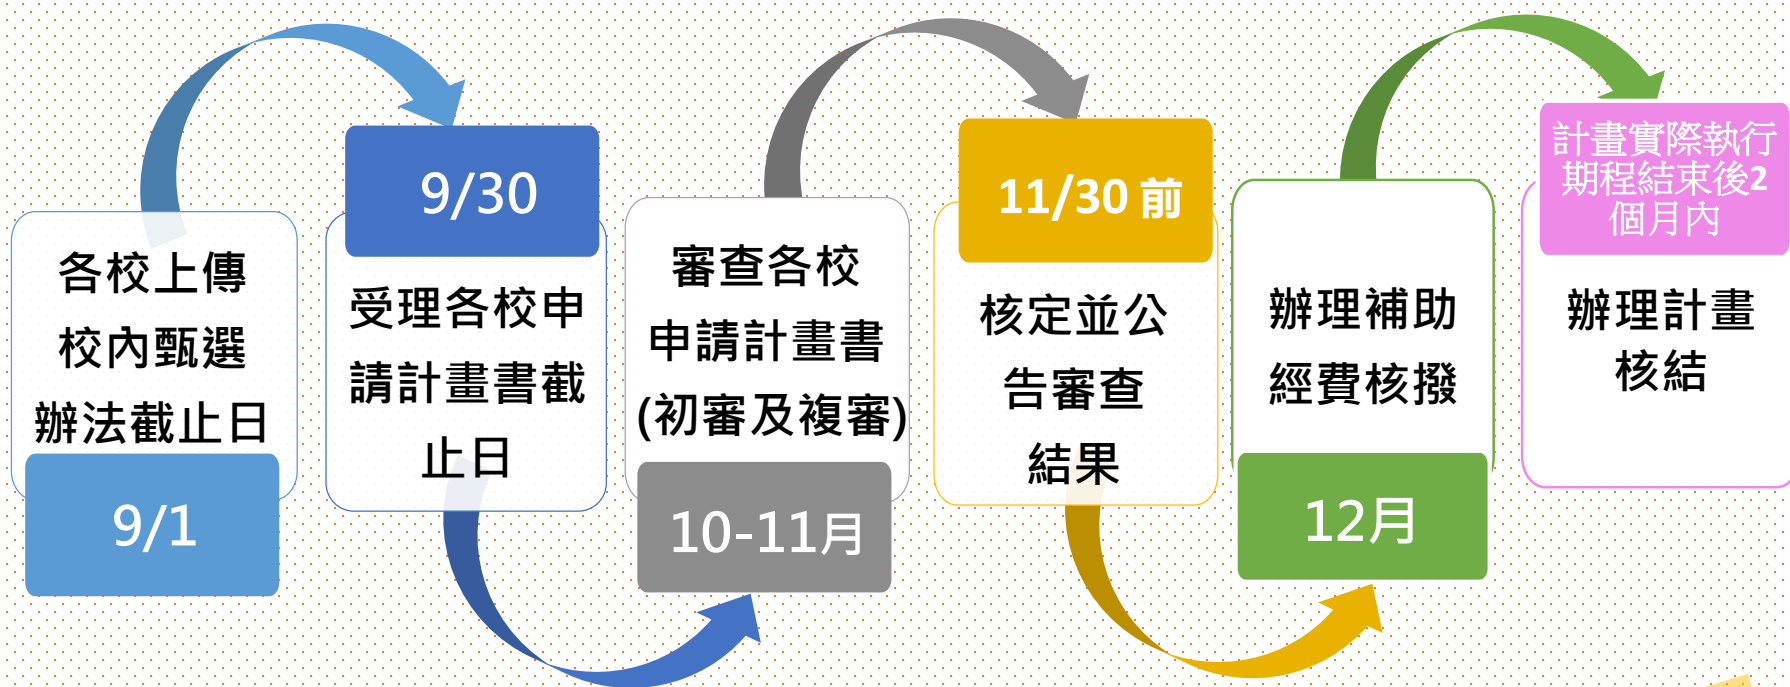 各校上傳
校內甄選
辦法截止日
9/1
9/30
受理各校申
請計畫書截
止日
審查各校
申請計畫書
(初審及複審)
10-11月
11/30 前
核定並公
告審查
結果
辦理補助
經費核撥
12月
計畫實際執行
期程結束後2
個月內
辦理計畫
核結